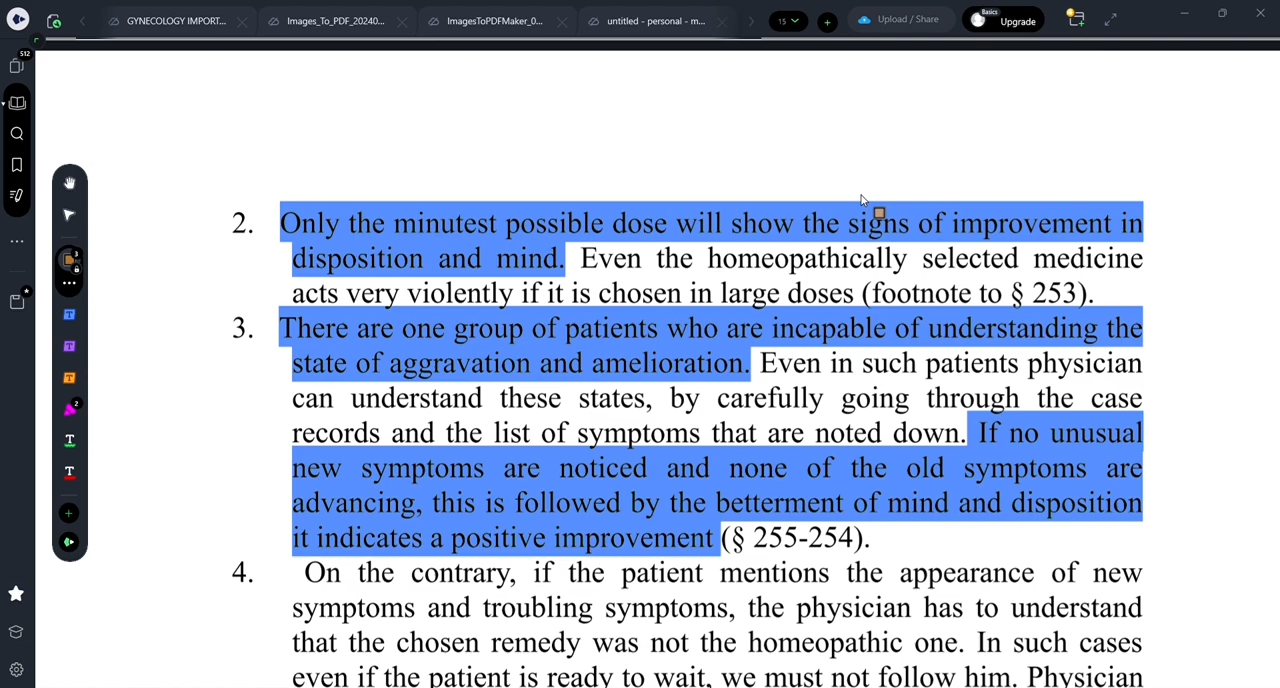 GYNECOLOGY IMPORT...
Images_To_PDF_20240...
ImagesToPDFMaker_0...
untitled - personal - m...
15
Upload / Share
Basics
Upgrade
512
3
2
2. Only the minutest possible dose will show the signs of improvement in
disposition and mind. Even the homeopathically selected medicine
acts very violently if it is chosen in large doses (footnote to § 253).
3. There are one group of patients who are incapable of understanding the
state of aggravation and amelioration. Even in such patients physician
can understand these states, by carefully going through the case
records and the list of symptoms that are noted down. If no unusual
new symptoms are noticed and none of the old symptoms are
advancing, this is followed by the betterment of mind and disposition
it indicates a positive improvement (§ 255-254).
4. On the contrary, if the patient mentions the appearance of new
symptoms and troubling symptoms, the physician has to understand
that the chosen remedy was not the homeopathic one. In such cases
even if the patient is ready to wait, we must not follow him. Physician